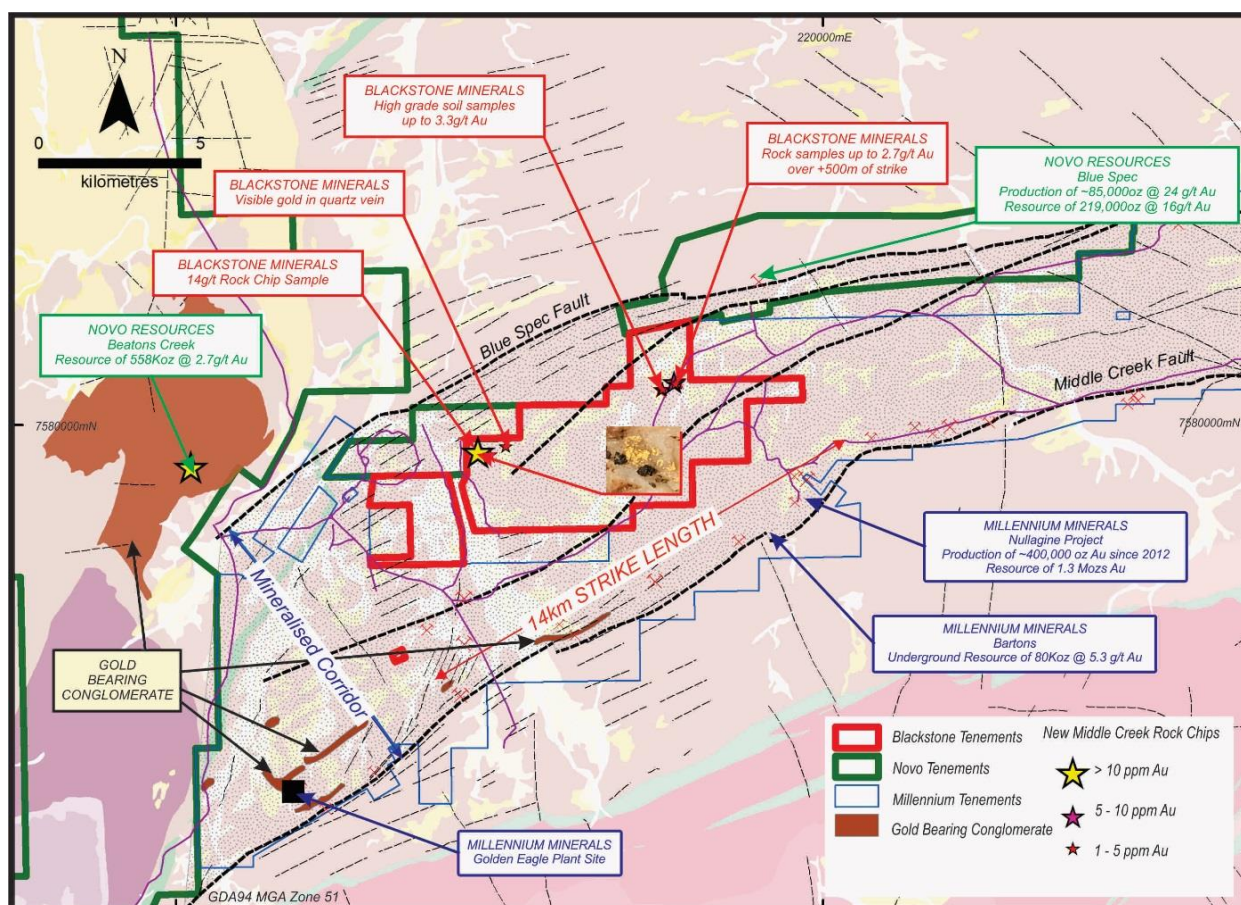 220000mE
N
0
5
kilometres
BLACKSTONE MINERALS
High grade soil samples
up to 3.3g/t Au
BLACKSTONE MINERALS
Rock samples up to 2.7g/t Au
over +500m of strike
NOVO RESOURCES
Blue Spec
Production of ~85,000oz @ 24 g/t Au
Resource of 219,000oz @ 16g/t Au
BLACKSTONE MINERALS
Visible gold in quartz vein
BLACKSTONE MINERALS
14g/t Rock Chip Sample
NOVO RESOURCES
Beatons Creek
Resource of 558Koz @ 2.7g/t Au
Blue Spec Fault
Middle Creek Fault
7580000mN
7580000mN
14km STRIKE LENGTH
Mineralised Corridor
MILLENNIUM MINERALS
Nullagine Project
Production of ~400,000 oz Au since 2012
Resource of 1.3 Mozs Au
MILLENNIUM MINERALS
Bartons
Underground Resource of 80Koz @ 5.3 g/t Au
GOLD
BEARING
CONGLOMERATE
MILLENNIUM MINERALS
Golden Eagle Plant Site
Blackstone Tenements
Novo Tenements
Millennium Tenements
Gold Bearing Conglomerate
New Middle Creek Rock Chips
> 10 ppm Au
5 - 10 ppm Au
1 - 5 ppm Au
GDA94 MGA Zone 51